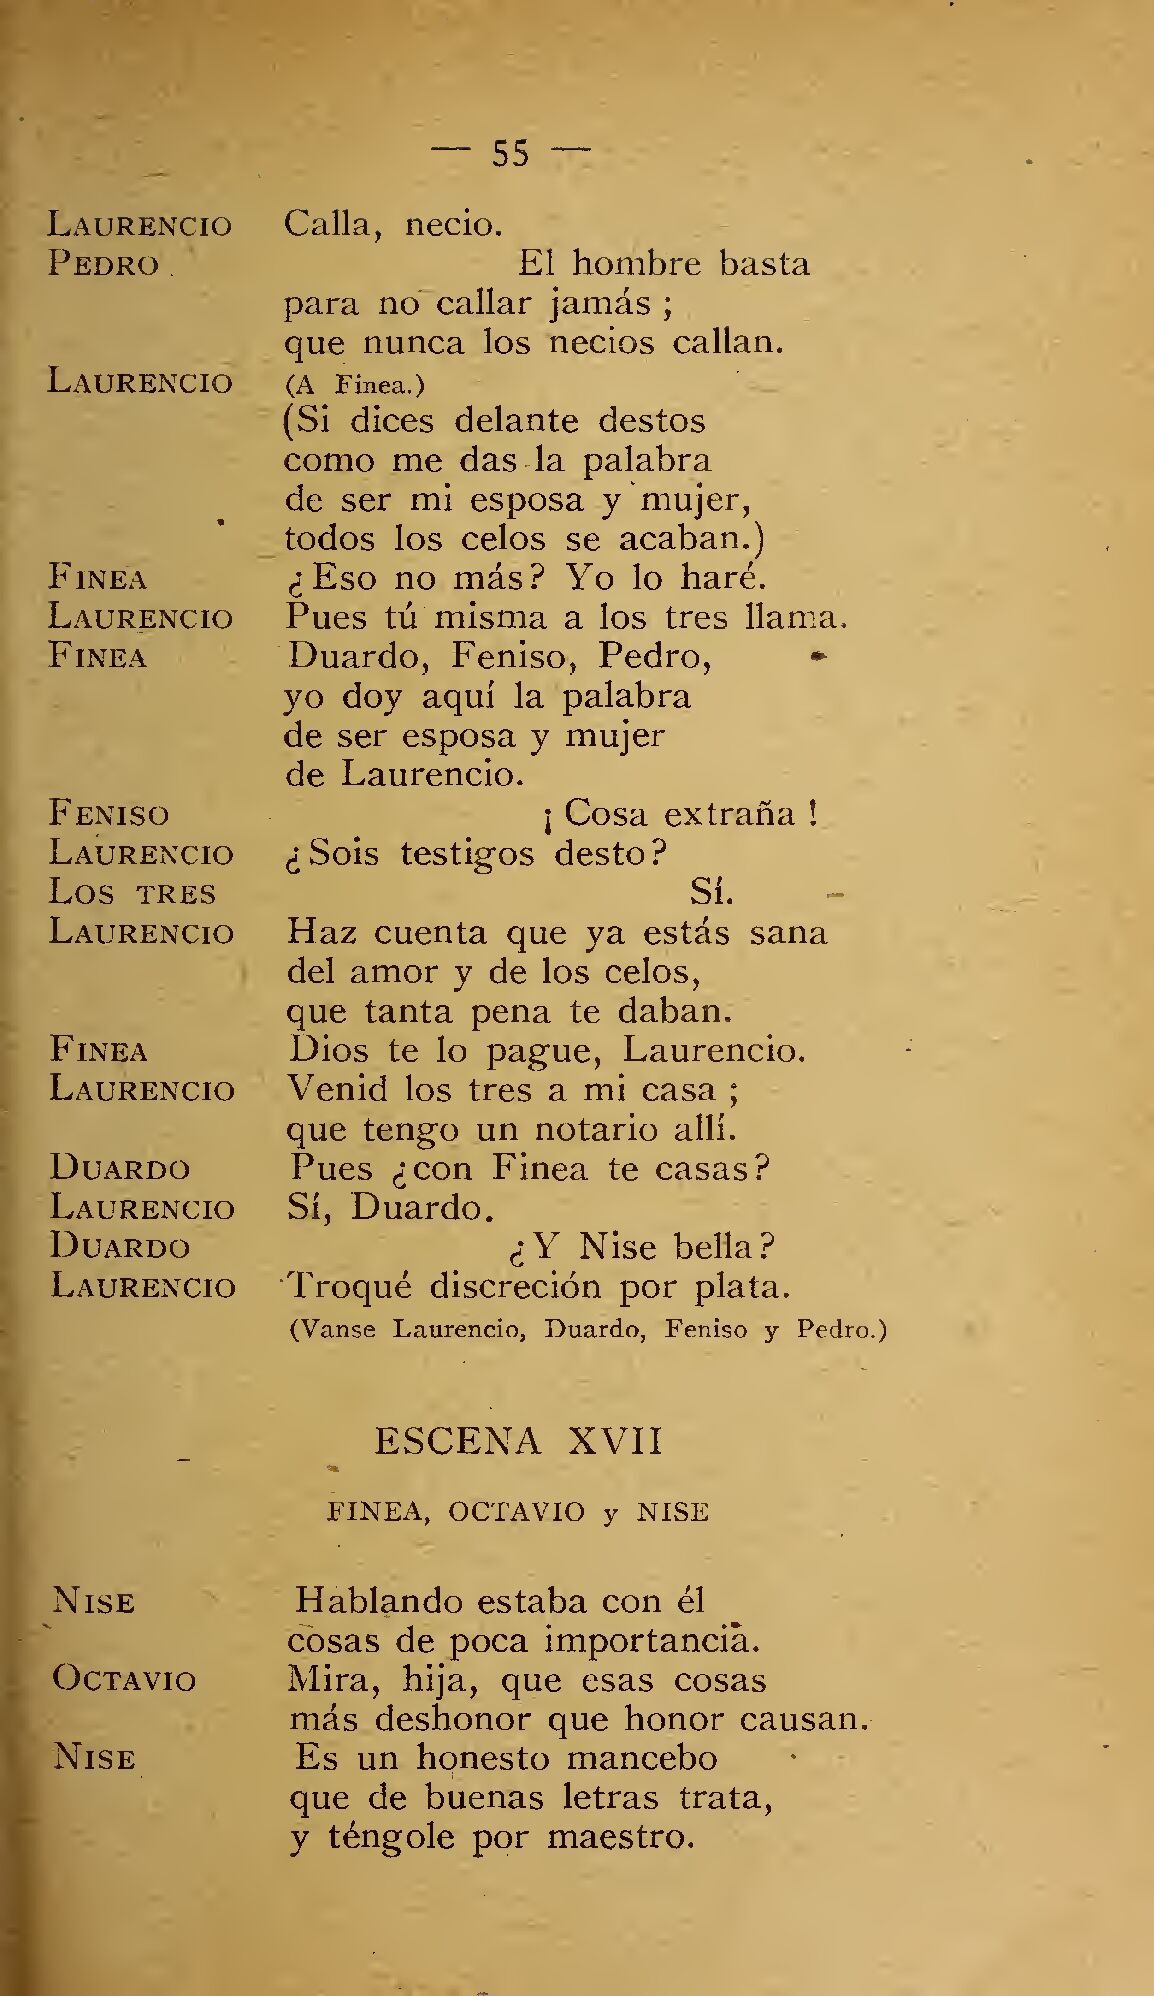 — 55 —
LAURENCIO Calla, necio.
PEDRO. El hombre basta
para no callar jamás ;
que nunca los necios callan.
LAURENCIO (A Finea.)
(Si dices delante destos
como me das la palabra
de ser mi esposa y mujer,
todos los celos se acaban.)
FINEA ¿Eso no más? Yo lo haré.
LAURENCIO Pues tú misma a los tres llama.
FINEA Duardo, Feniso, Pedro,
yo doy aquí la palabra
de ser esposa y mujer
de Laurencio.
FENISO ¡ Cosa extraña !
LAURENCIO ¿Sois testigos desto?
LOS TRES Sí.
LAURENCIO Haz cuenta que ya estás sana
del amor y de los celos,
que tanta pena te daban.
FINEA Dios te lo pague, Laurencio.
LAURENCIO Venid los tres a mi casa ;
que tengo un notario allí.
DUARDO Pues ¿con Finea te casas?
LAURENCIO Sí, Duardo.
DUARDO ¿Y Nise bella?
LAURENCIO Troqué discreción por plata.
(Vanse Laurencio, Duardo, Feniso y Pedro.)
ESCENA XVII
FINEA, OCTAVIO y NISE
NISE Hablando estaba con él
cosas de poca importancia.
OCTAVIO Mira, hija, que esas cosas
más deshonor que honor causan.
NISE Es un honesto mancebo
que de buenas letras trata,
y téngole por maestro.